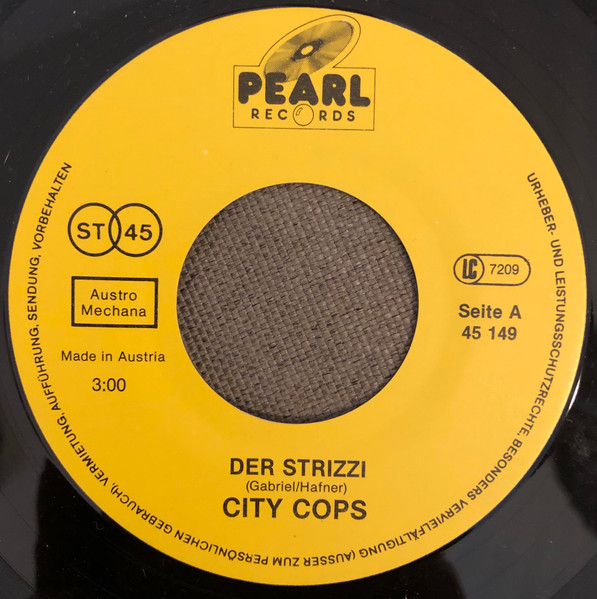 PEARL
RECORDS
ST 45
LC 7209
Austro
Mechana
Seite A
45 149
Made in Austria
3:00
DER STRIZZI
(Gabriel/Hafner)
CITY COPS
URHEBER- UND LEISTUNGSSCHUTZRECHTE, BESONDERS VERVIELFÄLTIGUNG (AUSSER ZUM PERSÖNLICHEN GEBRAUCH), VERMIETUNG, AUFFÜHRUNG, SENDUNG, VORBEHALTEN